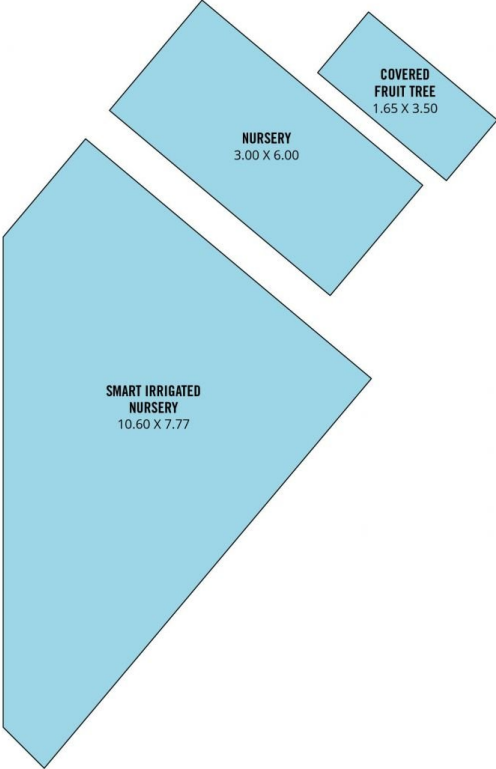 COVERED
FRUIT TREE
1.65 X 3.50
NURSERY
3.00 X 6.00
SMART IRRIGATED
NURSERY
10.60 X 7.77